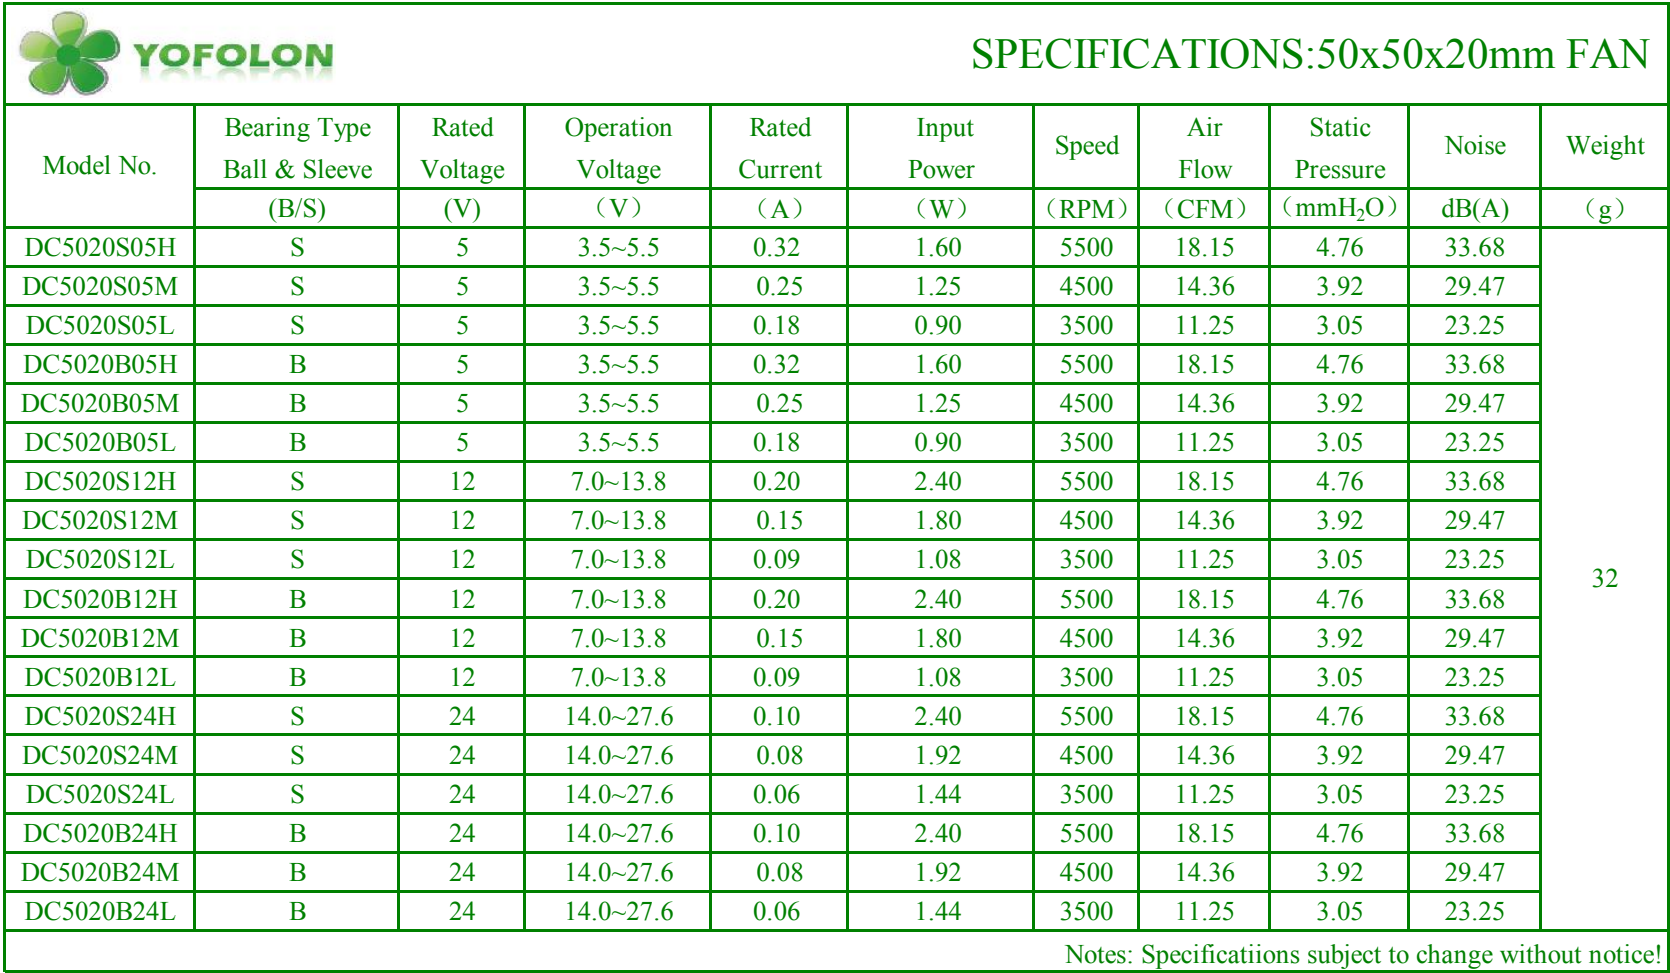 YOFOLON
SPECIFICATIONS:50x50x20mm FAN
Model No. Bearing Type Ball & Sleeve Rated Voltage Operation Voltage Rated Current Input Power Speed Air Flow Static Pressure Noise Weight
(B/S) (V) （V） （A） （W） （RPM） （CFM） （mmH₂O） dB(A) （g）
DC5020S05H S 5 3.5~5.5 0.32 1.60 5500 18.15 4.76 33.68
DC5020S05M S 5 3.5~5.5 0.25 1.25 4500 14.36 3.92 29.47
DC5020S05L S 5 3.5~5.5 0.18 0.90 3500 11.25 3.05 23.25
DC5020B05H B 5 3.5~5.5 0.32 1.60 5500 18.15 4.76 33.68
DC5020B05M B 5 3.5~5.5 0.25 1.25 4500 14.36 3.92 29.47
DC5020B05L B 5 3.5~5.5 0.18 0.90 3500 11.25 3.05 23.25
DC5020S12H S 12 7.0~13.8 0.20 2.40 5500 18.15 4.76 33.68
DC5020S12M S 12 7.0~13.8 0.15 1.80 4500 14.36 3.92 29.47
DC5020S12L S 12 7.0~13.8 0.09 1.08 3500 11.25 3.05 23.25
DC5020B12H B 12 7.0~13.8 0.20 2.40 5500 18.15 4.76 33.68
32
DC5020B12M B 12 7.0~13.8 0.15 1.80 4500 14.36 3.92 29.47
DC5020B12L B 12 7.0~13.8 0.09 1.08 3500 11.25 3.05 23.25
DC5020S24H S 24 14.0~27.6 0.10 2.40 5500 18.15 4.76 33.68
DC5020S24M S 24 14.0~27.6 0.08 1.92 4500 14.36 3.92 29.47
DC5020S24L S 24 14.0~27.6 0.06 1.44 3500 11.25 3.05 23.25
DC5020B24H B 24 14.0~27.6 0.10 2.40 5500 18.15 4.76 33.68
DC5020B24M B 24 14.0~27.6 0.08 1.92 4500 14.36 3.92 29.47
DC5020B24L B 24 14.0~27.6 0.06 1.44 3500 11.25 3.05 23.25
Notes: Specificatiions subject to change without notice!